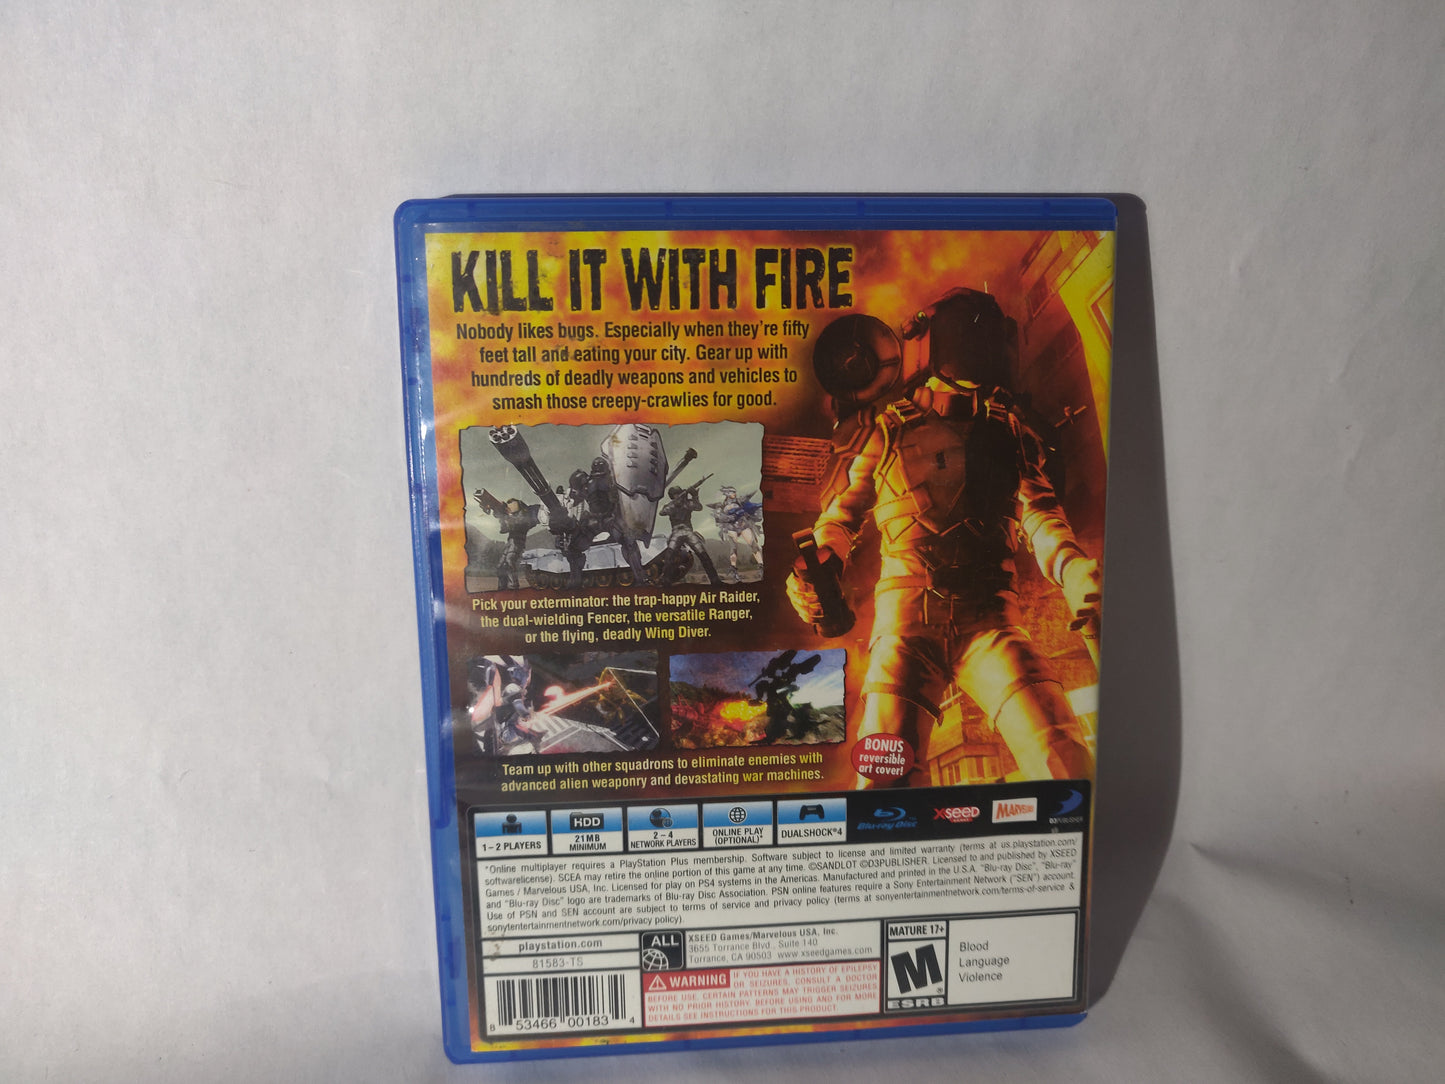 KILL IT WITH FIRE
Nobody likes bugs. Especially when they're fifty
feet tall and eating your city. Gear up with
hundreds of deadly weapons and vehicles to
smash those creepy-crawlies for good.
Pick your exterminator: the trap-happy Air Raider,
the dual-wielding Fencer, the versatile Ranger,
or the flying, deadly Wing Diver.
BONUS
reversible
art cover!
Team up with other squadrons to eliminate enemies with
advanced alien weaponry and devastating war machines.
1 – 2 PLAYERS
HDD
21 MB
MINIMUM
2 – 4
NETWORK PLAYERS
ONLINE PLAY
(OPTIONAL)*
DUALSHOCK®4
Blu-ray Disc™
XSEED
GAMES
MARVELOUS!
D3PUBLISHER
*Online multiplayer requires a PlayStation Plus membership. Software subject to license and limited warranty (terms at us.playstation.com/
softwarelicense). SCEA may retire the online portion of this game at any time. ©SANDLOT ©D3PUBLISHER. Licensed to and published by XSEED
Games / Marvelous USA, Inc. Licensed for play on PS4 systems in the Americas. Manufactured and printed in the U.S.A. "Blu-ray Disc", "Blu-ray"
and "Blu-ray Disc" logo are trademarks of Blu-ray Disc Association. PSN online features require a Sony Entertainment Network ("SEN") account.
Use of PSN and SEN account are subject to terms of service and privacy policy (terms at sonyentertainmentnetwork.com/terms-of-service &
sonyentertainmentnetwork.com/privacy policy).
playstation.com
81583-TS
8 53466 00183 4
ALL
XSEED Games/Marvelous USA, Inc.
3655 Torrance Blvd., Suite 140
Torrance, CA 90503 www.xseedgames.com
WARNING IF YOU HAVE A HISTORY OF EPILEPSY
OR SEIZURES, CONSULT A DOCTOR
BEFORE USE. CERTAIN PATTERNS MAY TRIGGER SEIZURES
WITH NO PRIOR HISTORY. BEFORE USING AND FOR MORE
DETAILS SEE INSTRUCTIONS FOR THIS PRODUCT.
MATURE 17+
M
®
ESRB
Blood
Language
Violence